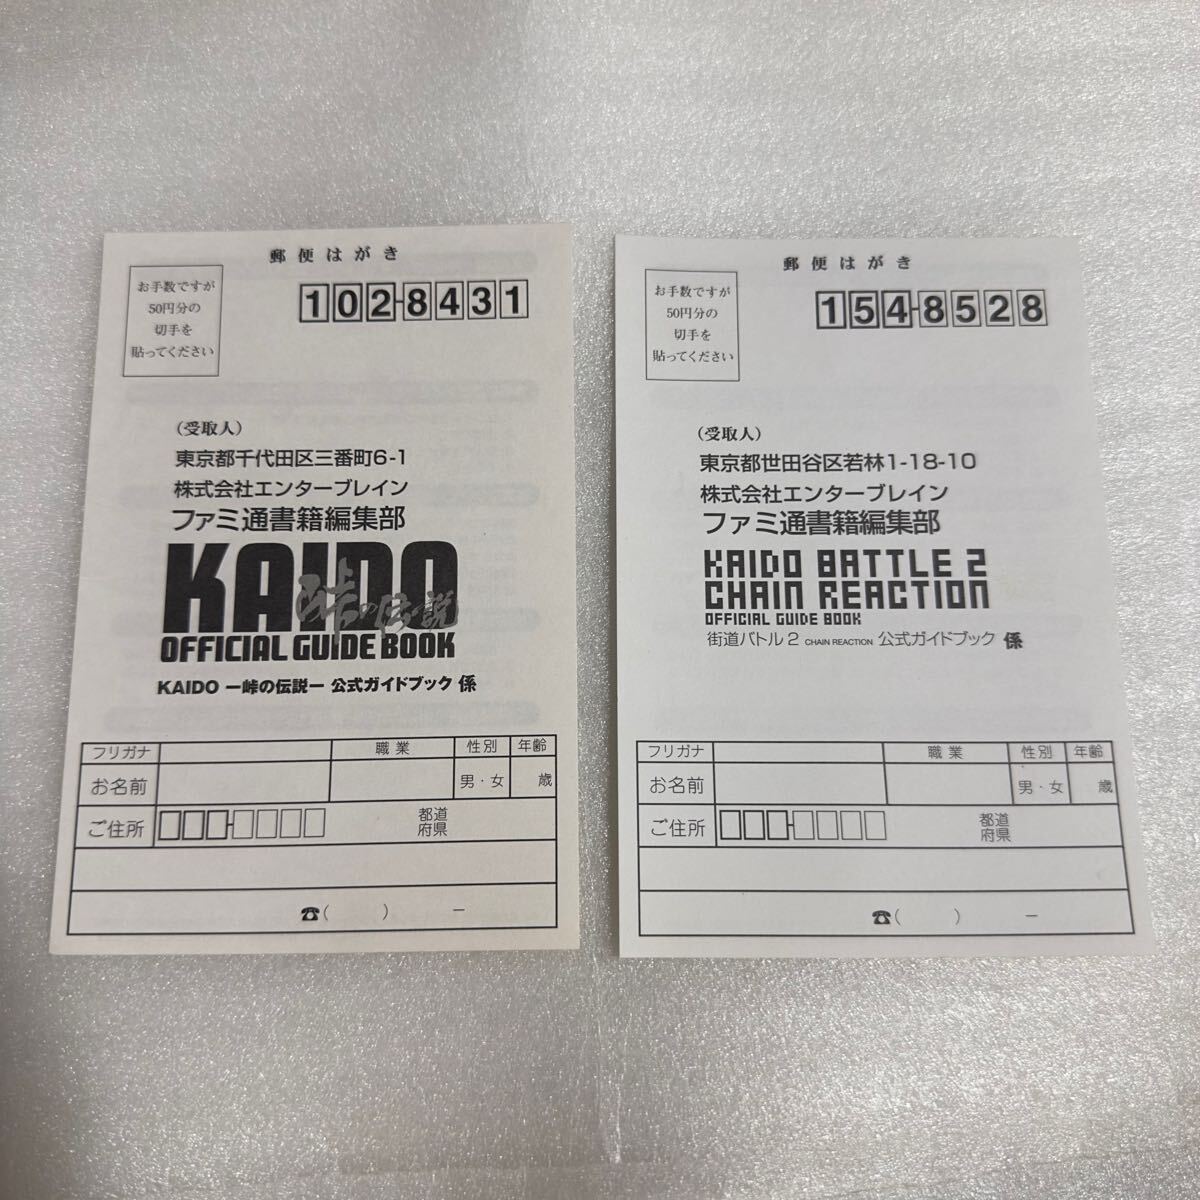 郵便はがき
お手数ですが
50円分の
切手を
貼ってください
102-8431
(受取人)
東京都千代田区三番町6-1
株式会社エンターブレイン
ファミ通書籍編集部
KAIDO
峠の伝説
OFFICIAL GUIDE BOOK
KAIDO ー峠の伝説ー 公式ガイドブック 係
フリガナ 職業 性別 年齢
お名前 男・女 歳
ご住所 - 都道
府県
☎( ) ー
郵便はがき
お手数ですが
50円分の
切手を
貼ってください
154-8528
(受取人)
東京都世田谷区若林1-18-10
株式会社エンターブレイン
ファミ通書籍編集部
KAIDO BATTLE 2
CHAIN REACTION
OFFICIAL GUIDE BOOK
街道バトル2 CHAIN REACTION 公式ガイドブック 係
フリガナ 職業 性別 年齢
お名前 男・女 歳
ご住所 - 都道
府県
☎( ) ー